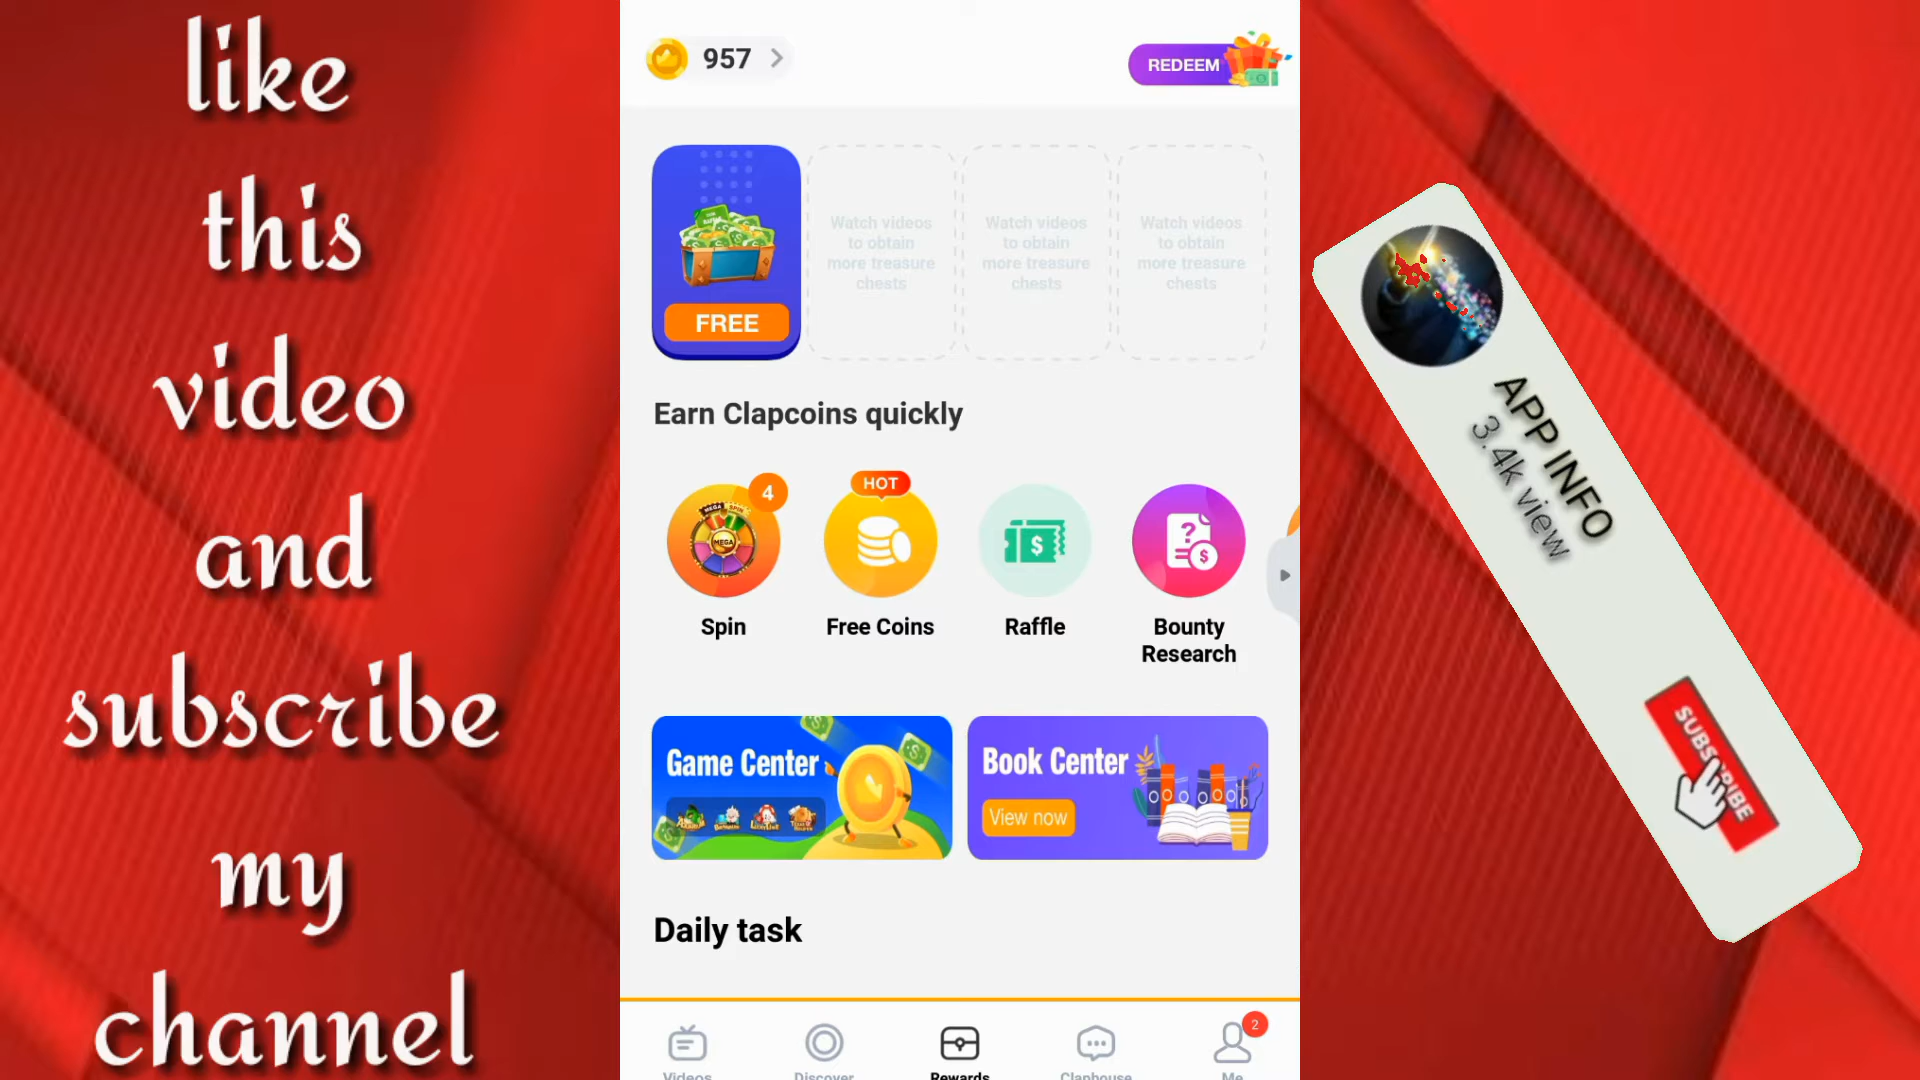 like
this
video
and
subscribe
my
channel
957
REDEEM
FREE
Watch videos
to obtain
more treasure
chests
Watch videos
to obtain
more treasure
chests
Watch videos
to obtain
more treasure
chests
Earn Clapcoins quickly
4
HOT
MEGA SPIN
MEGA
Spin
Free Coins
Raffle
Bounty
Research
Game Center
Book Center
View now
Daily task
2
Videos
Discover
Rewards
Claphouse
Me
APP INFO
3.4k view
SUBSCRIBE